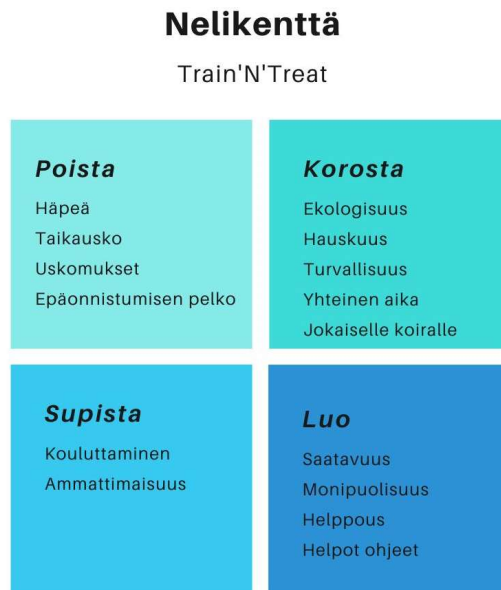 Nelikenttä
Train'N'Treat
Poista
Häpeä
Taikausko
Uskomukset
Epäonnistumisen pelko
Korosta
Ekologisuus
Hauskuus
Turvallisuus
Yhteinen aika
Jokaiselle koiralle
Supista
Kouluttaminen
Ammattimaisuus
Luo
Saatavuus
Monipuolisuus
Helppous
Helpot ohjeet